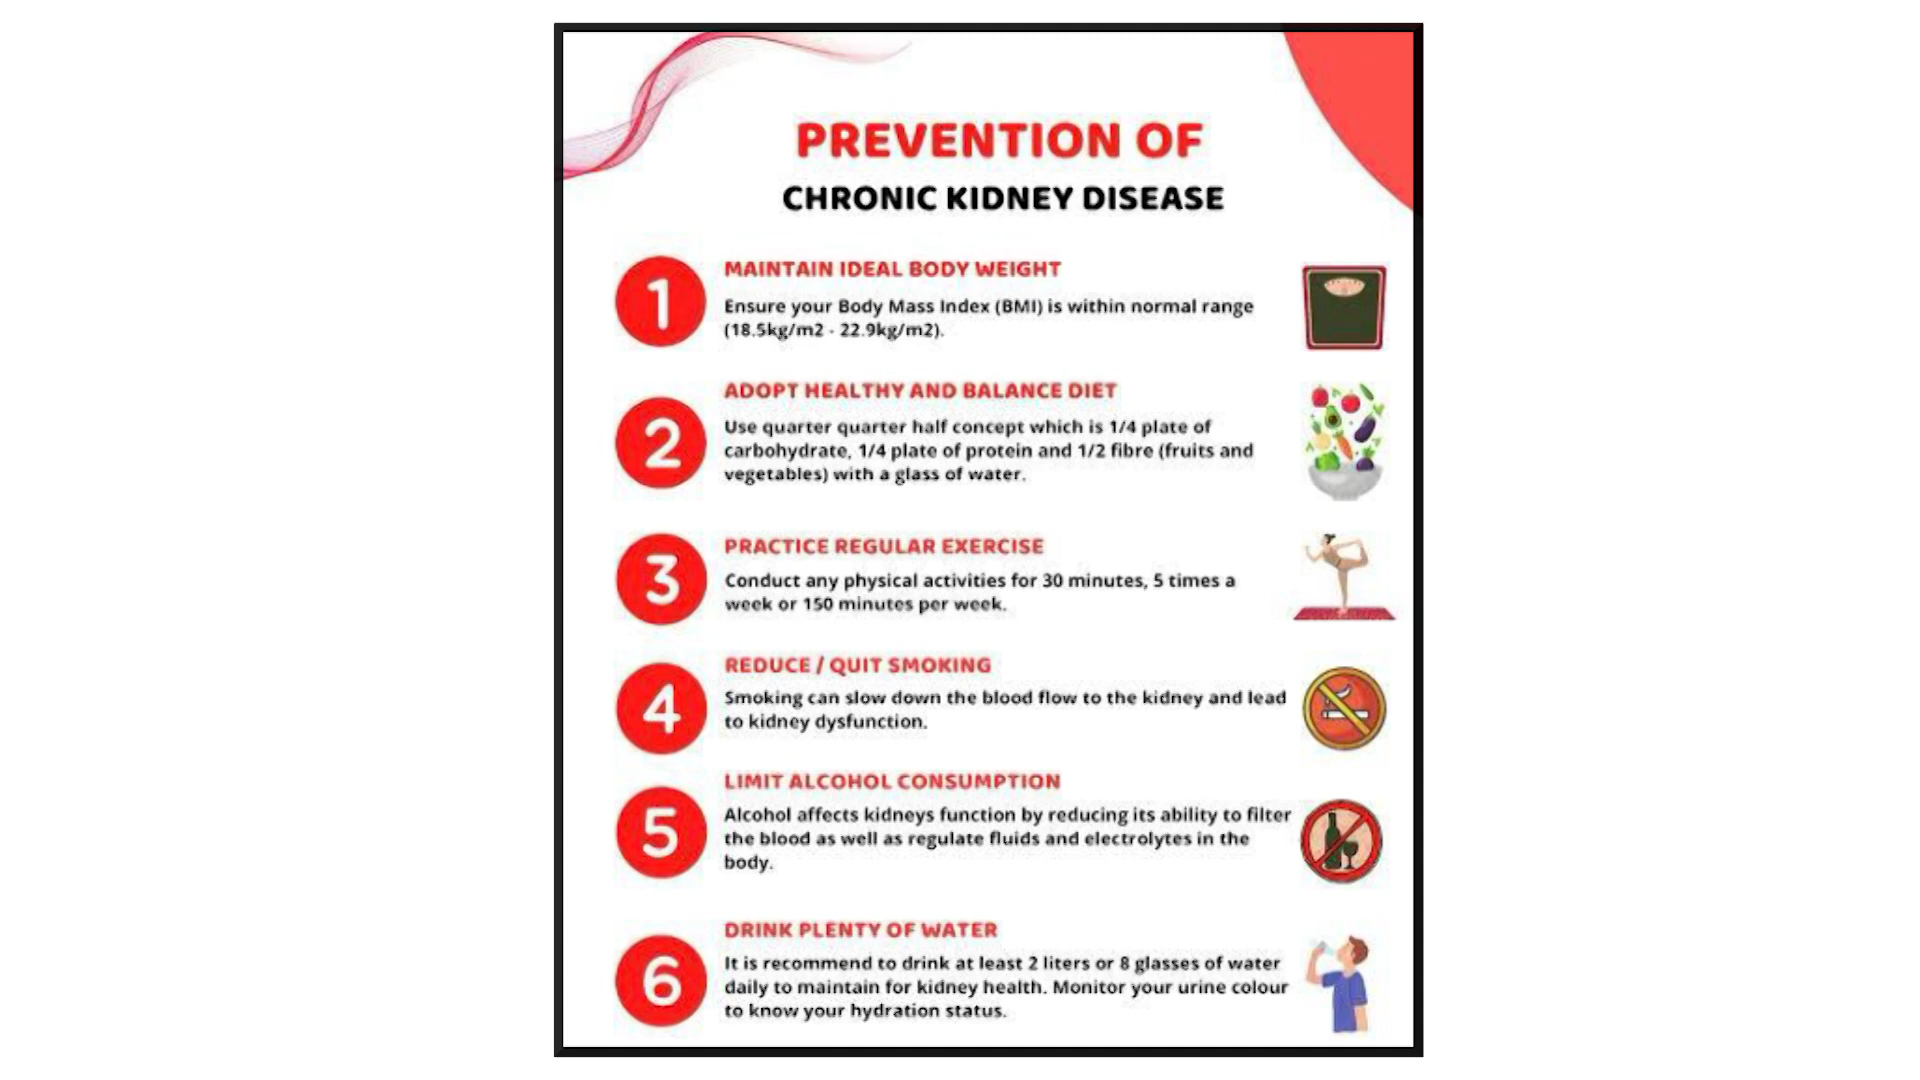 PREVENTION OF
CHRONIC KIDNEY DISEASE
1
MAINTAIN IDEAL BODY WEIGHT
Ensure your Body Mass Index (BMI) is within normal range
(18.5kg/m2 - 22.9kg/m2).
2
ADOPT HEALTHY AND BALANCE DIET
Use quarter quarter half concept which is 1/4 plate of
carbohydrate, 1/4 plate of protein and 1/2 fibre (fruits and
vegetables) with a glass of water.
3
PRACTICE REGULAR EXERCISE
Conduct any physical activities for 30 minutes, 5 times a
week or 150 minutes per week.
4
REDUCE / QUIT SMOKING
Smoking can slow down the blood flow to the kidney and lead
to kidney dysfunction.
5
LIMIT ALCOHOL CONSUMPTION
Alcohol affects kidneys function by reducing its ability to filter
the blood as well as regulate fluids and electrolytes in the
body.
6
DRINK PLENTY OF WATER
It is recommend to drink at least 2 liters or 8 glasses of water
daily to maintain for kidney health. Monitor your urine colour
to know your hydration status.